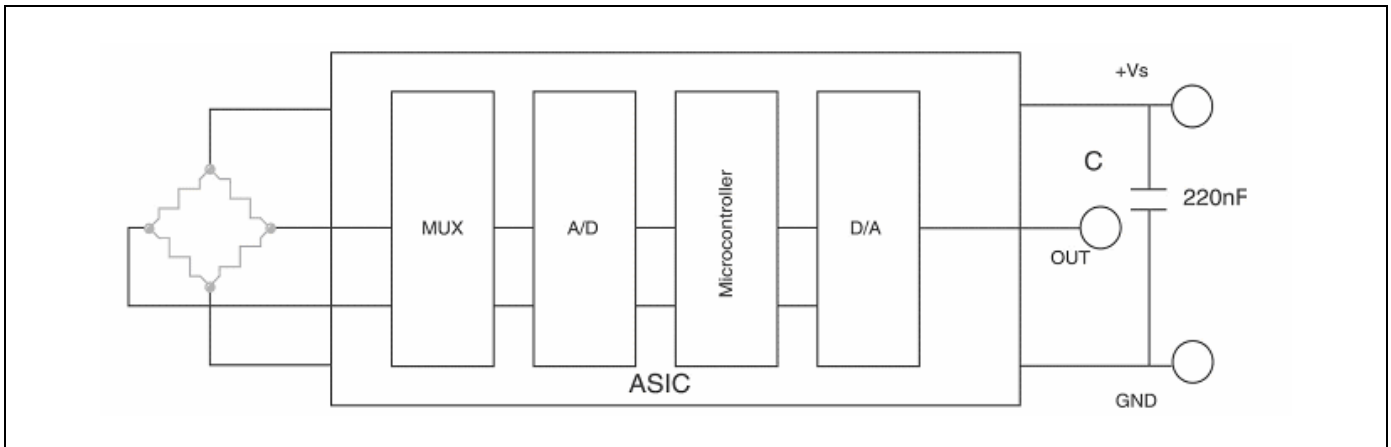 +Vs
C
220nF
MUX
A/D
Microcontroller
D/A
OUT
ASIC
GND